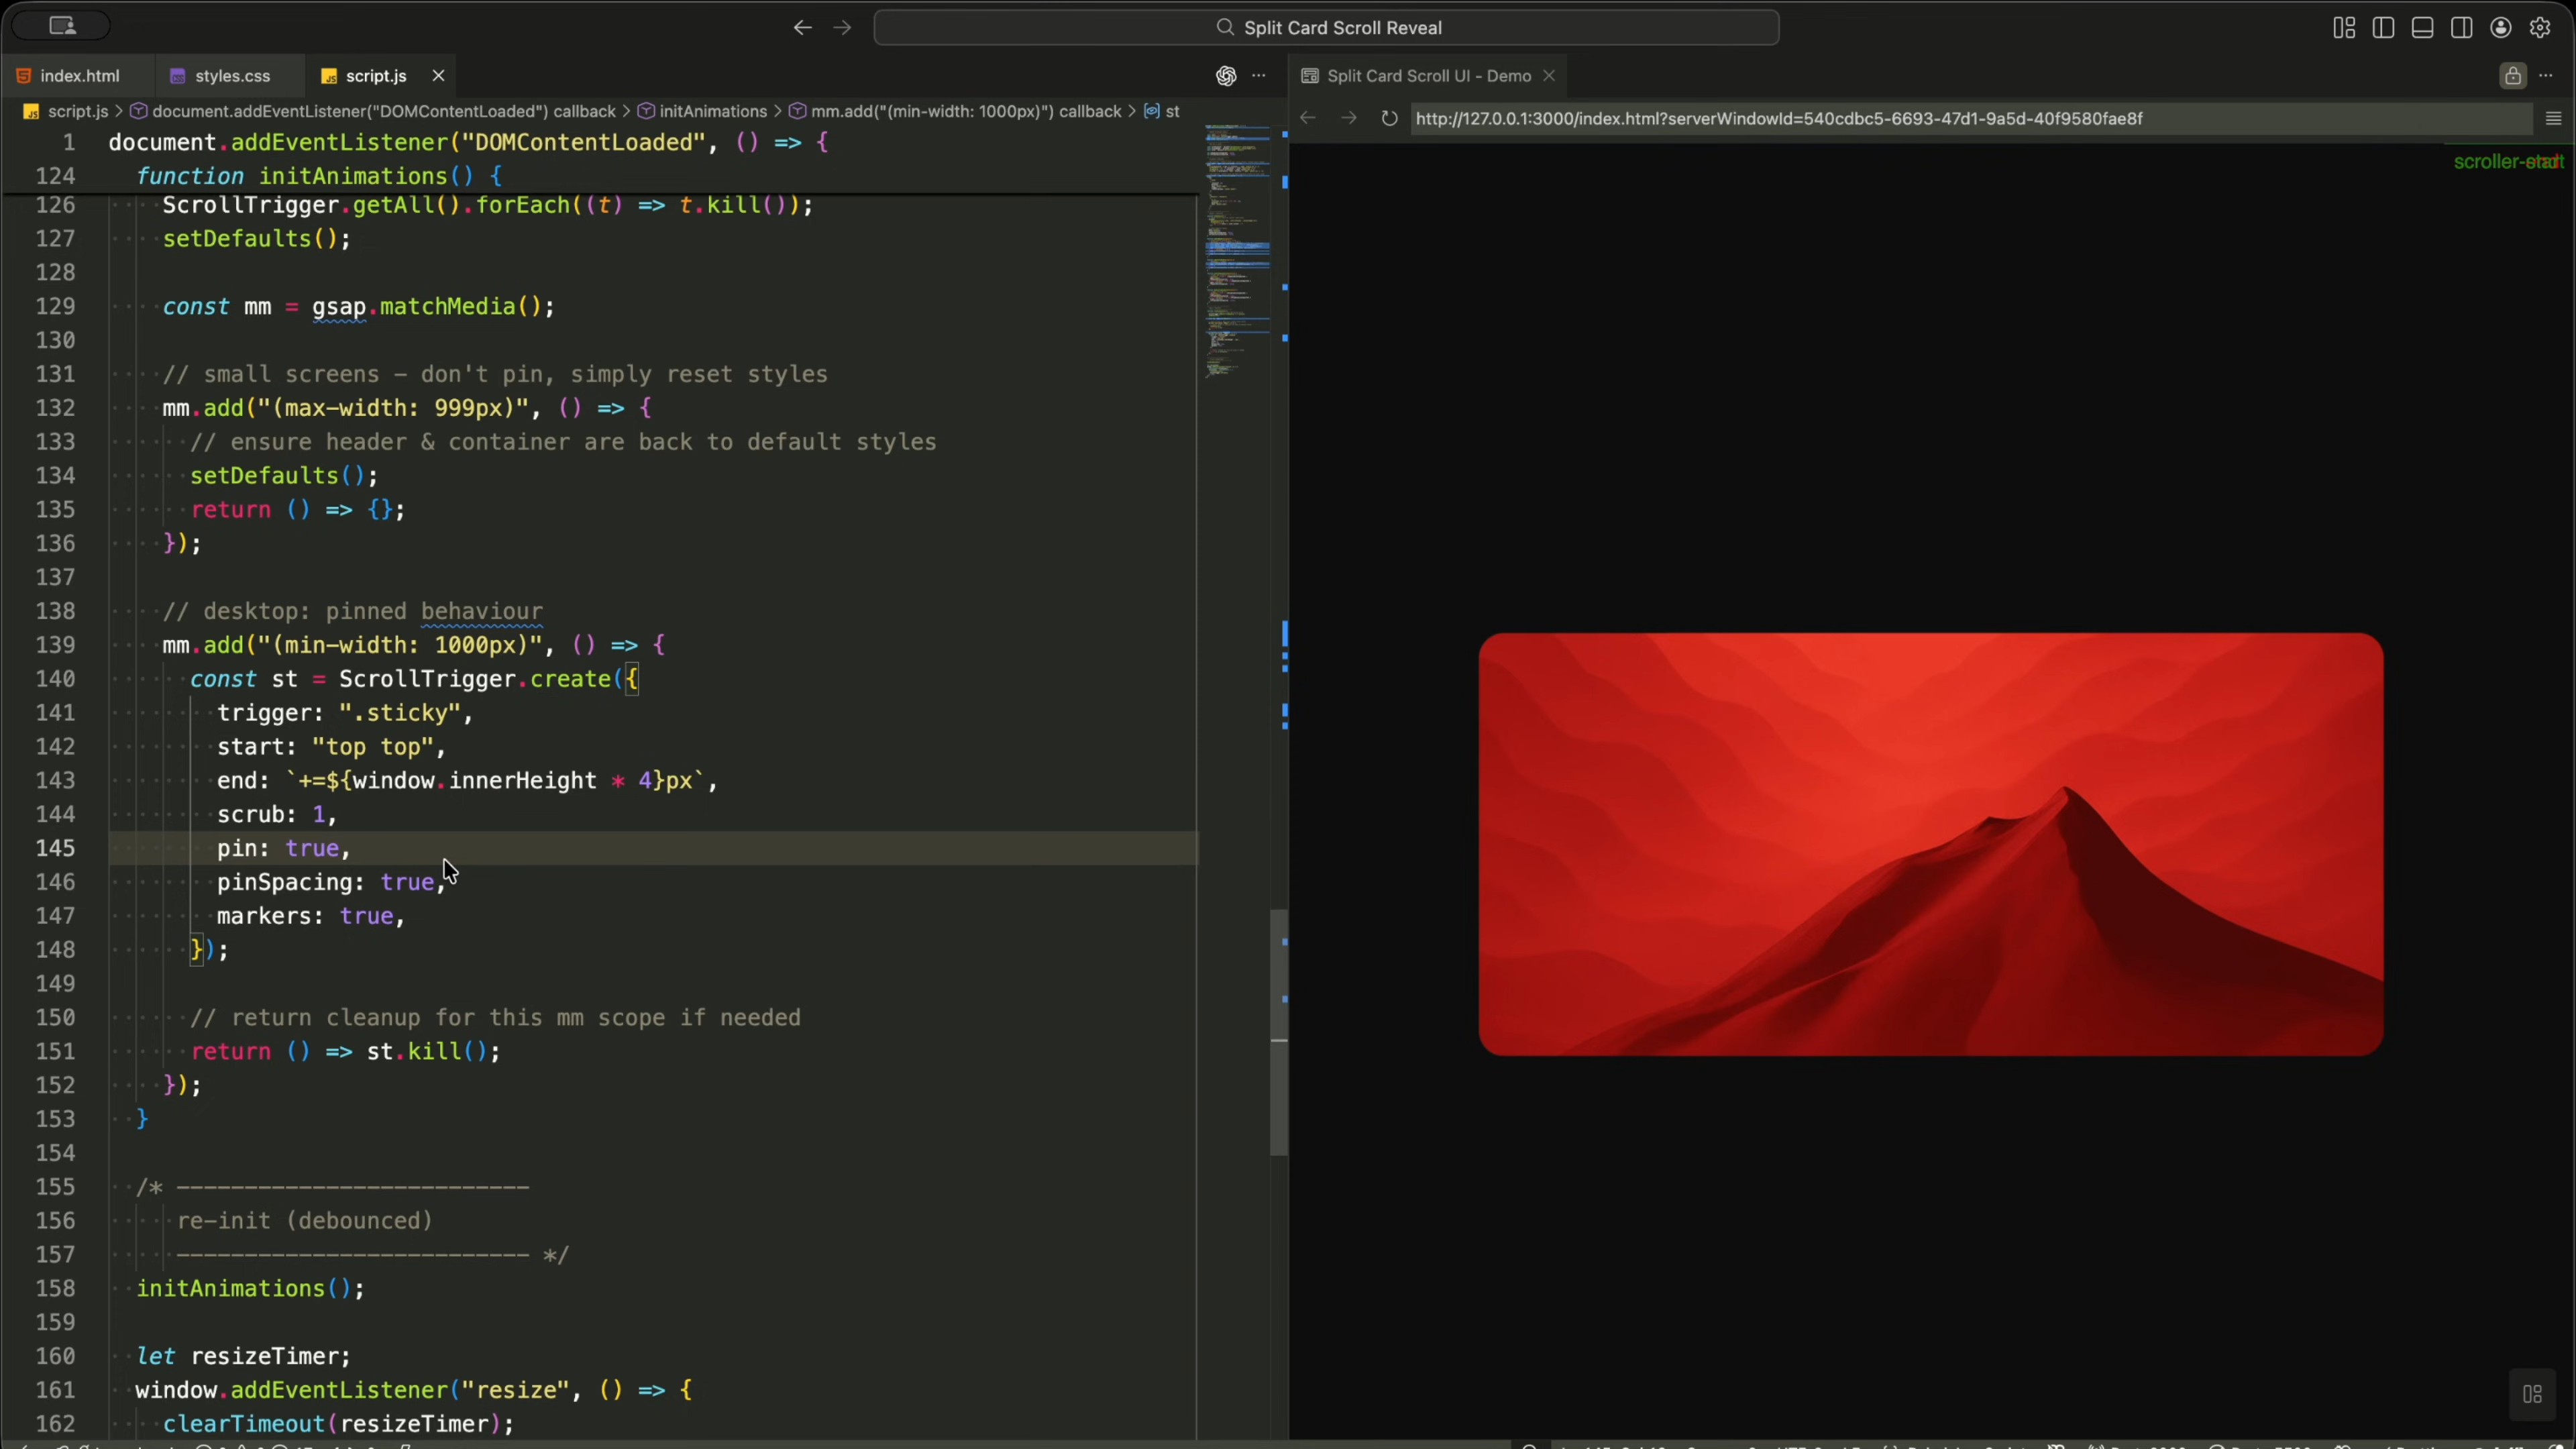 Split Card Scroll Reveal
index.html
styles.css
script.js
Split Card Scroll UI - Demo
script.js > document.addEventListener("DOMContentLoaded") callback > initAnimations > mm.add("(min-width: 1000px)") callback > st
http://127.0.0.1:3000/index.html?serverWindowId=540cdbc5-6693-47d1-9a5d-40f9580fae8f
1 document.addEventListener("DOMContentLoaded", () => {
124 function initAnimations() {
126 ScrollTrigger.getAll().forEach((t) => t.kill());
127 setDefaults();
128
129 const mm = gsap.matchMedia();
130
131 // small screens – don't pin, simply reset styles
132 mm.add("(max-width: 999px)", () => {
133 // ensure header & container are back to default styles
134 setDefaults();
135 return () => {};
136 });
137
138 // desktop: pinned behaviour
139 mm.add("(min-width: 1000px)", () => {
140 const st = ScrollTrigger.create({
141 trigger: ".sticky",
142 start: "top top",
143 end: `+=${window.innerHeight * 4}px`,
144 scrub: 1,
145 pin: true,
146 pinSpacing: true,
147 markers: true,
148 });
149
150 // return cleanup for this mm scope if needed
151 return () => st.kill();
152 });
153 }
154
155 /* --------------------------
156 re-init (debounced)
157 -------------------------- */
158 initAnimations();
159
160 let resizeTimer;
161 window.addEventListener("resize", () => {
162 clearTimeout(resizeTimer);
scroller-start